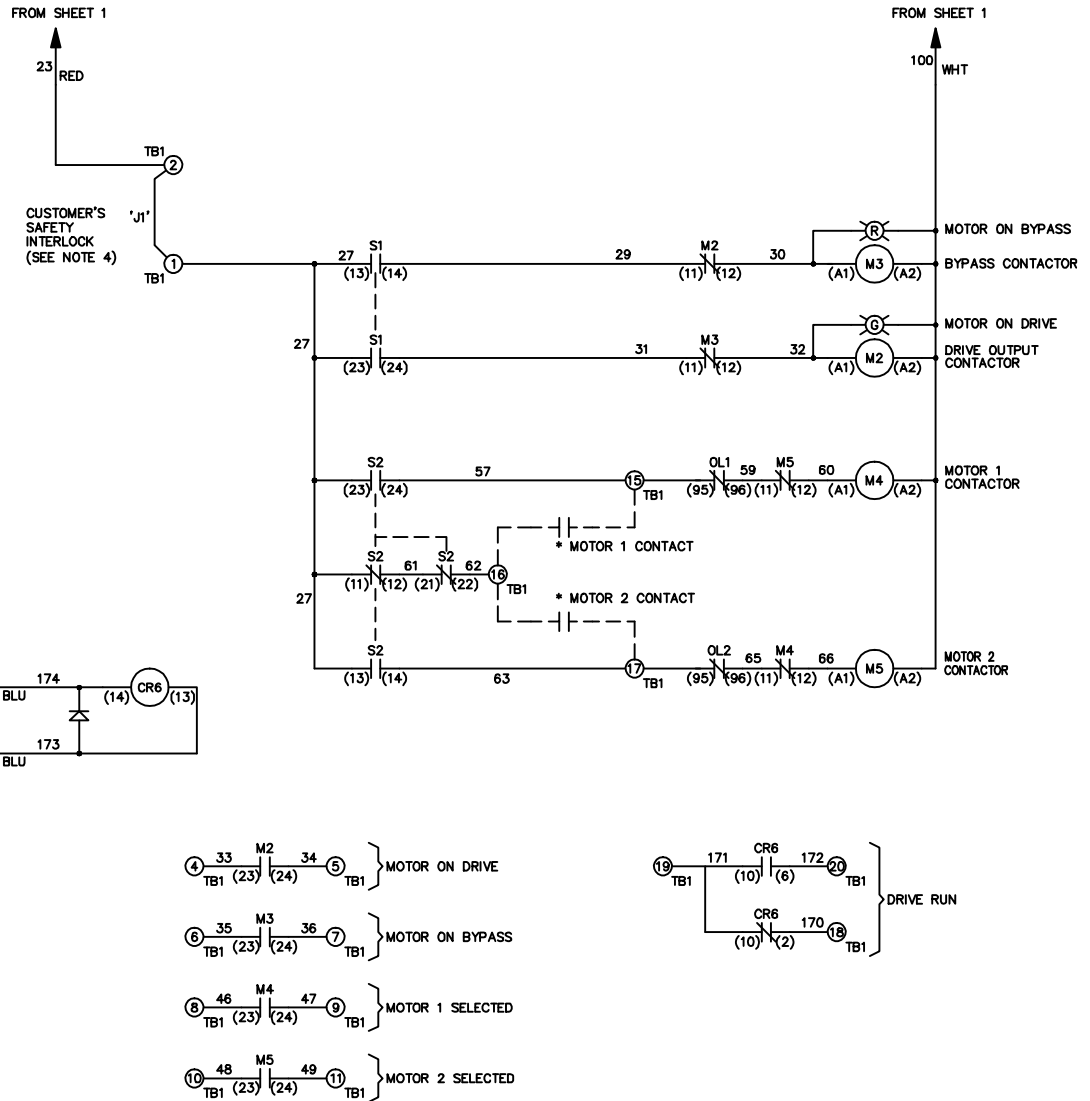 FROM SHEET 1
FROM SHEET 1
23
RED
100
WHT
TB1
2
CUSTOMER'S
SAFETY
INTERLOCK
(SEE NOTE 4)
'J1'
1
TB1
27
S1
(13)
(14)
29
M2
(11)
(12)
30
R
MOTOR ON BYPASS
(A1)
M3
(A2)
BYPASS CONTACTOR
27
S1
(23)
(24)
31
M3
(11)
(12)
32
G
MOTOR ON DRIVE
(A1)
M2
(A2)
DRIVE OUTPUT
CONTACTOR
S2
(23)
(24)
57
15
TB1
OL1
(95)
(96)
59
M5
(11)
(12)
60
(A1)
M4
(A2)
MOTOR 1
CONTACTOR
* MOTOR 1 CONTACT
27
S2
(11)
(12)
61
S2
(21)
(22)
62
16
TB1
* MOTOR 2 CONTACT
S2
(13)
(14)
63
17
TB1
OL2
(95)
(96)
65
M4
(11)
(12)
66
(A1)
M5
(A2)
MOTOR 2
CONTACTOR
174
BLU
(14)
CR6
(13)
173
BLU
4
TB1
33
M2
(23)
(24)
34
5
TB1
MOTOR ON DRIVE
6
TB1
35
M3
(23)
(24)
36
7
TB1
MOTOR ON BYPASS
8
TB1
46
M4
(23)
(24)
47
9
TB1
MOTOR 1 SELECTED
10
TB1
48
M5
(23)
(24)
49
11
TB1
MOTOR 2 SELECTED
19
TB1
171
CR6
(10)
(6)
172
20
TB1
CR6
(10)
(2)
170
18
TB1
DRIVE RUN